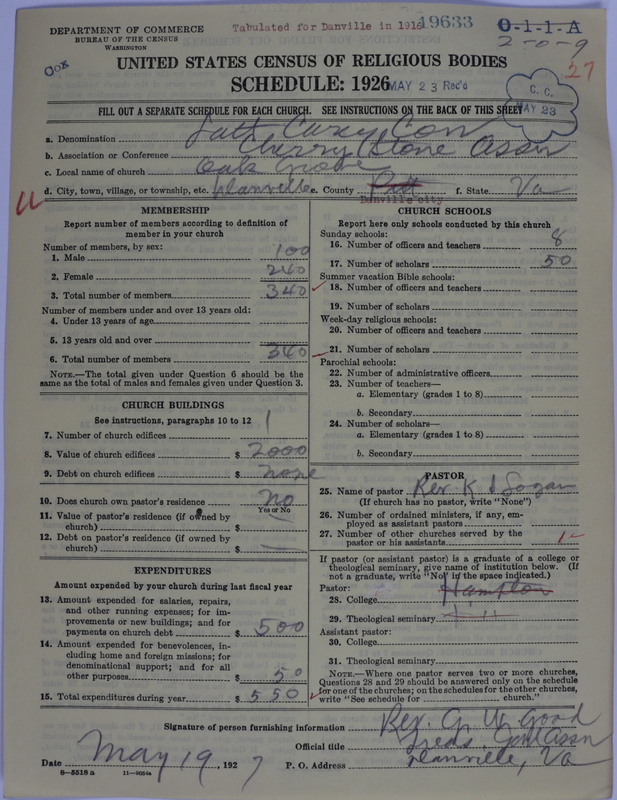 DEPARTMENT OF COMMERCE
BUREAU OF THE CENSUS
WASHINGTON
Tabulated for Danville in 1916
19633
0-1-1-A
2-0-9
27
UNITED STATES CENSUS OF RELIGIOUS BODIES
SCHEDULE: 1926
MAY 23 Rec'd
C. C.
MAY 23
FILL OUT A SEPARATE SCHEDULE FOR EACH CHURCH. SEE INSTRUCTIONS ON THE BACK OF THIS SHEET
a. Denomination Con
b. Association or Conference Cherry Stone Assn
c. Local name of church Oak Grove
d. City, town, village, or township, etc. Danville e. County Pitt f. State Va
Danville city
11
MEMBERSHIP
Report number of members according to definition of
member in your church
Number of members, by sex:
1. Male 100
2. Female 240
3. Total number of members 340
Number of members under and over 13 years old:
4. Under 13 years of age
5. 13 years old and over
6. Total number of members 340
NOTE.—The total given under Question 6 should be
same as the total of males and females given under Question 3.
CHURCH BUILDINGS
See instructions, paragraphs 10 to 12
7. Number of church edifices 1
8. Value of church edifices $ 2000
9. Debt on church edifices $ none
10. Does church own pastor's residence No
Yes or No
11. Value of pastor's residence (if owned by
church) $
12. Debt on pastor's residence (if owned by
church) $
EXPENDITURES
Amount expended by your church during last fiscal year
13. Amount expended for salaries, repairs,
and other running expenses; for im-
provements or new buildings; and for
payments on church debt $ 500
14. Amount expended for benevolences, in-
cluding home and foreign missions; for
denominational support; and for all
other purposes $ 50
15. Total expenditures during year $ 550
CHURCH SCHOOLS
Report here only schools conducted by this church
Sunday schools:
16. Number of officers and teachers 8
17. Number of scholars 50
Summer vacation Bible schools:
18. Number of officers and teachers
19. Number of scholars
Week-day religious schools:
20. Number of officers and teachers
21. Number of scholars
Parochial schools:
22. Number of administrative officers
23. Number of teachers—
a. Elementary (grades 1 to 8)
b. Secondary
24. Number of scholars—
a. Elementary (grades 1 to 8)
b. Secondary
PASTOR
25. Name of pastor Rev. K
(If church has no pastor, write "None")
26. Number of ordained ministers, if any, em-
ployed as assistant pastors
27. Number of other churches served by the
pastor or his assistants
If pastor (or assistant pastor) is a graduate of a college or
theological seminary, give name of institution below. (If
not a graduate, write "No" in the space indicated.)
Pastor:
28. College Hampton
29. Theological seminary
Assistant pastor:
30. College
31. Theological seminary
NOTE.—Where one pastor serves two or more churches,
Questions 28 and 29 should be answered only on the schedule
for one of the churches; on the schedules for the other churches,
write "See schedule for church."
Signature of person furnishing information Rev. G. W. Good
Official title Assn
Date May 19, 1927
P. O. Address Danville, Va
6-5518 a